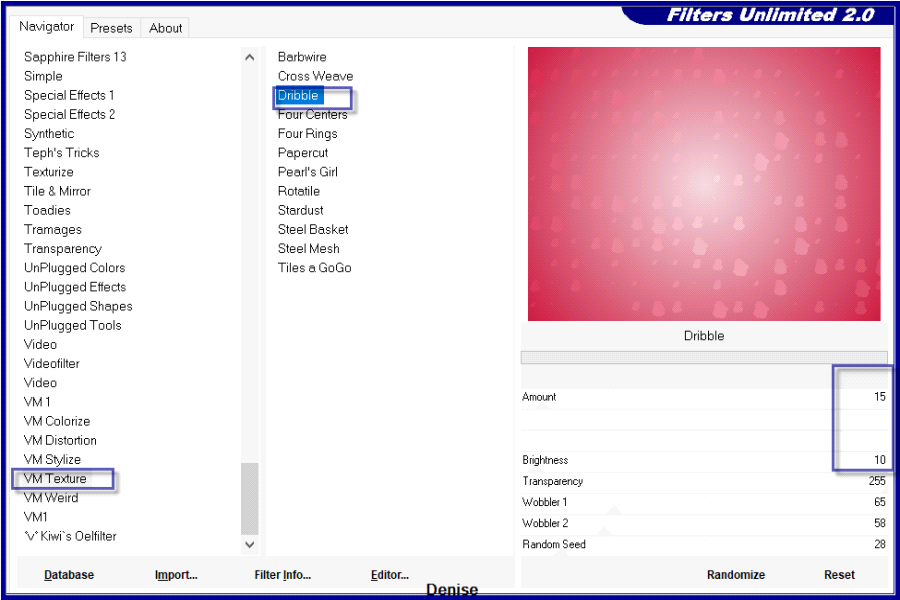 Filters Unlimited 2.0
Navigator Presets About
Sapphire Filters 13
Simple
Special Effects 1
Special Effects 2
Synthetic
Teph's Tricks
Texturize
Tile & Mirror
Toadies
Tramages
Transparency
UnPlugged Colors
UnPlugged Effects
UnPlugged Shapes
UnPlugged Tools
Video
Videofilter
Video
VM 1
VM Colorize
VM Distortion
VM Stylize
VM Texture
VM Weird
VM1
°v° Kiwi`s Oelfilter
Barbwire
Cross Weave
Dribble
Four Centers
Four Rings
Papercut
Pearl's Girl
Rotatile
Stardust
Steel Basket
Steel Mesh
Tiles a GoGo
Dribble
Amount 15
Brightness 10
Transparency 255
Wobbler 1 65
Wobbler 2 58
Random Seed 28
Database Import... Filter Info... Editor... Randomize Reset
Denise